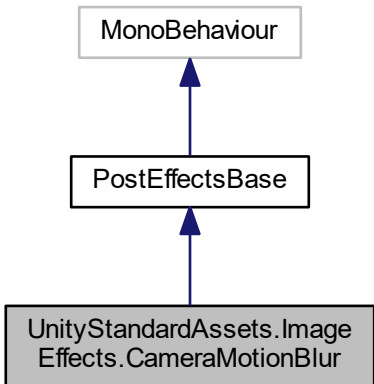 MonoBehaviour
PostEffectsBase
UnityStandardAssets.Image
Effects.CameraMotionBlur